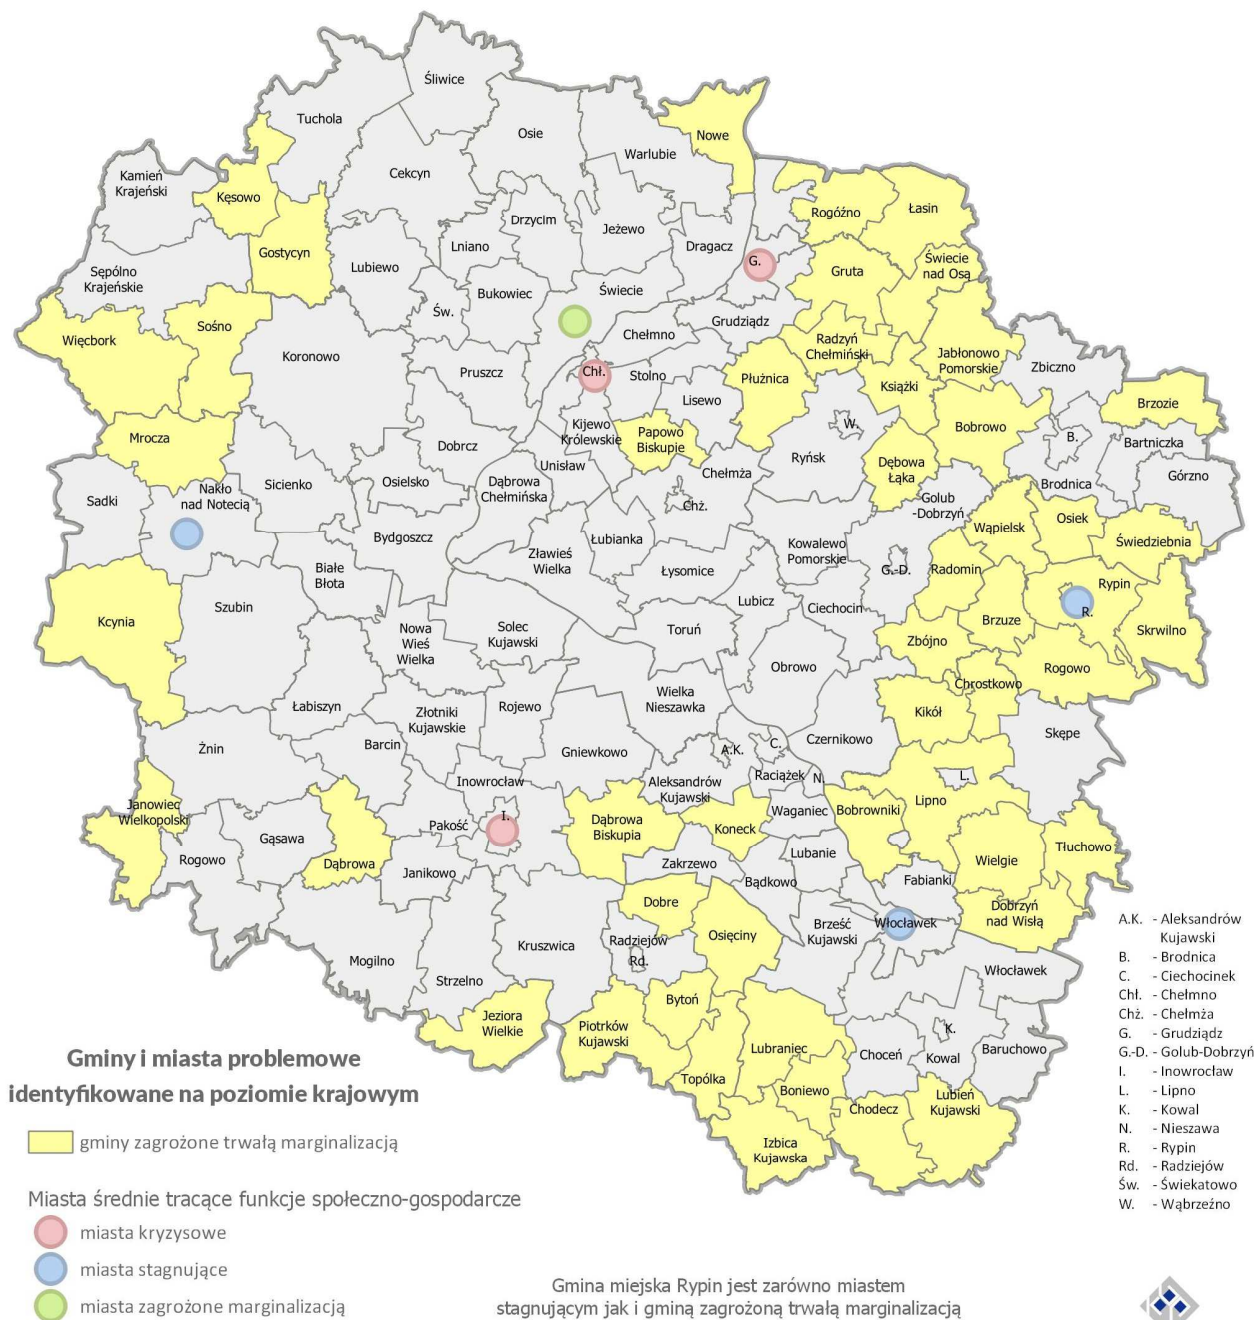 Śliwice
Tuchola
Osie
Nowe
Warlubie
Kamień
Krajeński
Cekcyn
Kęsowo
Rogóźno
Łasin
Drzycim
Jeżewo
Gostycyn
Lniano
Dragacz
Lubiewo
G.
Gruta
Świecie
nad Osą
Sępólno
Krajeńskie
Bukowiec
Świecie
Św.
Sośno
Grudziądz
Więcbork
Chełmno
Koronowo
Radzyń
Chełmiński
Jabłonowo
Pomorskie
Zbiczno
Pruszcz
Chł.
Stolno
Płużnica
Książki
Lisewo
Brzozie
Mrocza
Kijewo
Królewskie
Papowo
Biskupie
W.
Bobrowo
B.
Bartniczka
Dobrcz
Unisław
Ryńsk
Dębowa
Łąka
Chełmża
Górzno
Sadki
Nakło
nad Notecią
Sicienko
Osielsko
Dąbrowa
Chełmińska
Brodnica
Chż.
Golub
-Dobrzyń
Osiek
Wąpielsk
Bydgoszcz
Zławieś
Wielka
Łubianka
Kowalewo
Pomorskie
Świedziebnia
Białe
Błota
Łysomice
G.-D.
Radomin
Rypin
Szubin
Lubicz
Ciechocin
R.
Kcynia
Nowa
Wieś
Wielka
Solec
Kujawski
Toruń
Brzuze
Skrwilno
Zbójno
Obrowo
Rogowo
Chrostkowo
Wielka
Nieszawka
Łabiszyn
Złotniki
Kujawskie
Rojewo
Kikół
Skępe
Żnin
Barcin
Gniewkowo
A.K.
C.
Czernikowo
Inowrocław
Aleksandrów
Kujawski
Raciążek
N.
L.
Janowiec
Wielkopolski
Lipno
Waganiec
Bobrowniki
Pakość
I.
Dąbrowa
Biskupia
Koneck
Gąsawa
Rogowo
Dąbrowa
Janikowo
Zakrzewo
Lubanie
Wielgie
Tłuchowo
Bądkowo
Fabianki
Dobre
Dobrzyń
nad Wisłą
Brześć
Kujawski
Włocławek
Osięciny
Radziejów
Rd.
Kruszwica
Mogilno
Strzelno
Włocławek
Bytoń
Jeziora
Wielkie
Piotrków
Kujawski
K.
Lubraniec
Choceń
Kowal
Baruchowo
Topólka
Boniewo
Lubień
Kujawski
Chodecz
Izbica
Kujawska
A.K. - Aleksandrów
Kujawski
B. - Brodnica
C. - Ciechocinek
Chł. - Chełmno
Chż. - Chełmża
G. - Grudziądz
G.-D. - Golub-Dobrzyń
I. - Inowrocław
L. - Lipno
K. - Kowal
N. - Nieszawa
R. - Rypin
Rd. - Radziejów
Św. - Świekatowo
W. - Wąbrzeźno
Gminy i miasta problemowe
identyfikowane na poziomie krajowym
gminy zagrożone trwałą marginalizacją
Miasta średnie tracące funkcje społeczno-gospodarcze
miasta kryzysowe
miasta stagnujące
miasta zagrożone marginalizacją
Gmina miejska Rypin jest zarówno miastem
stagnującym jak i gminą zagrożoną trwałą marginalizacją